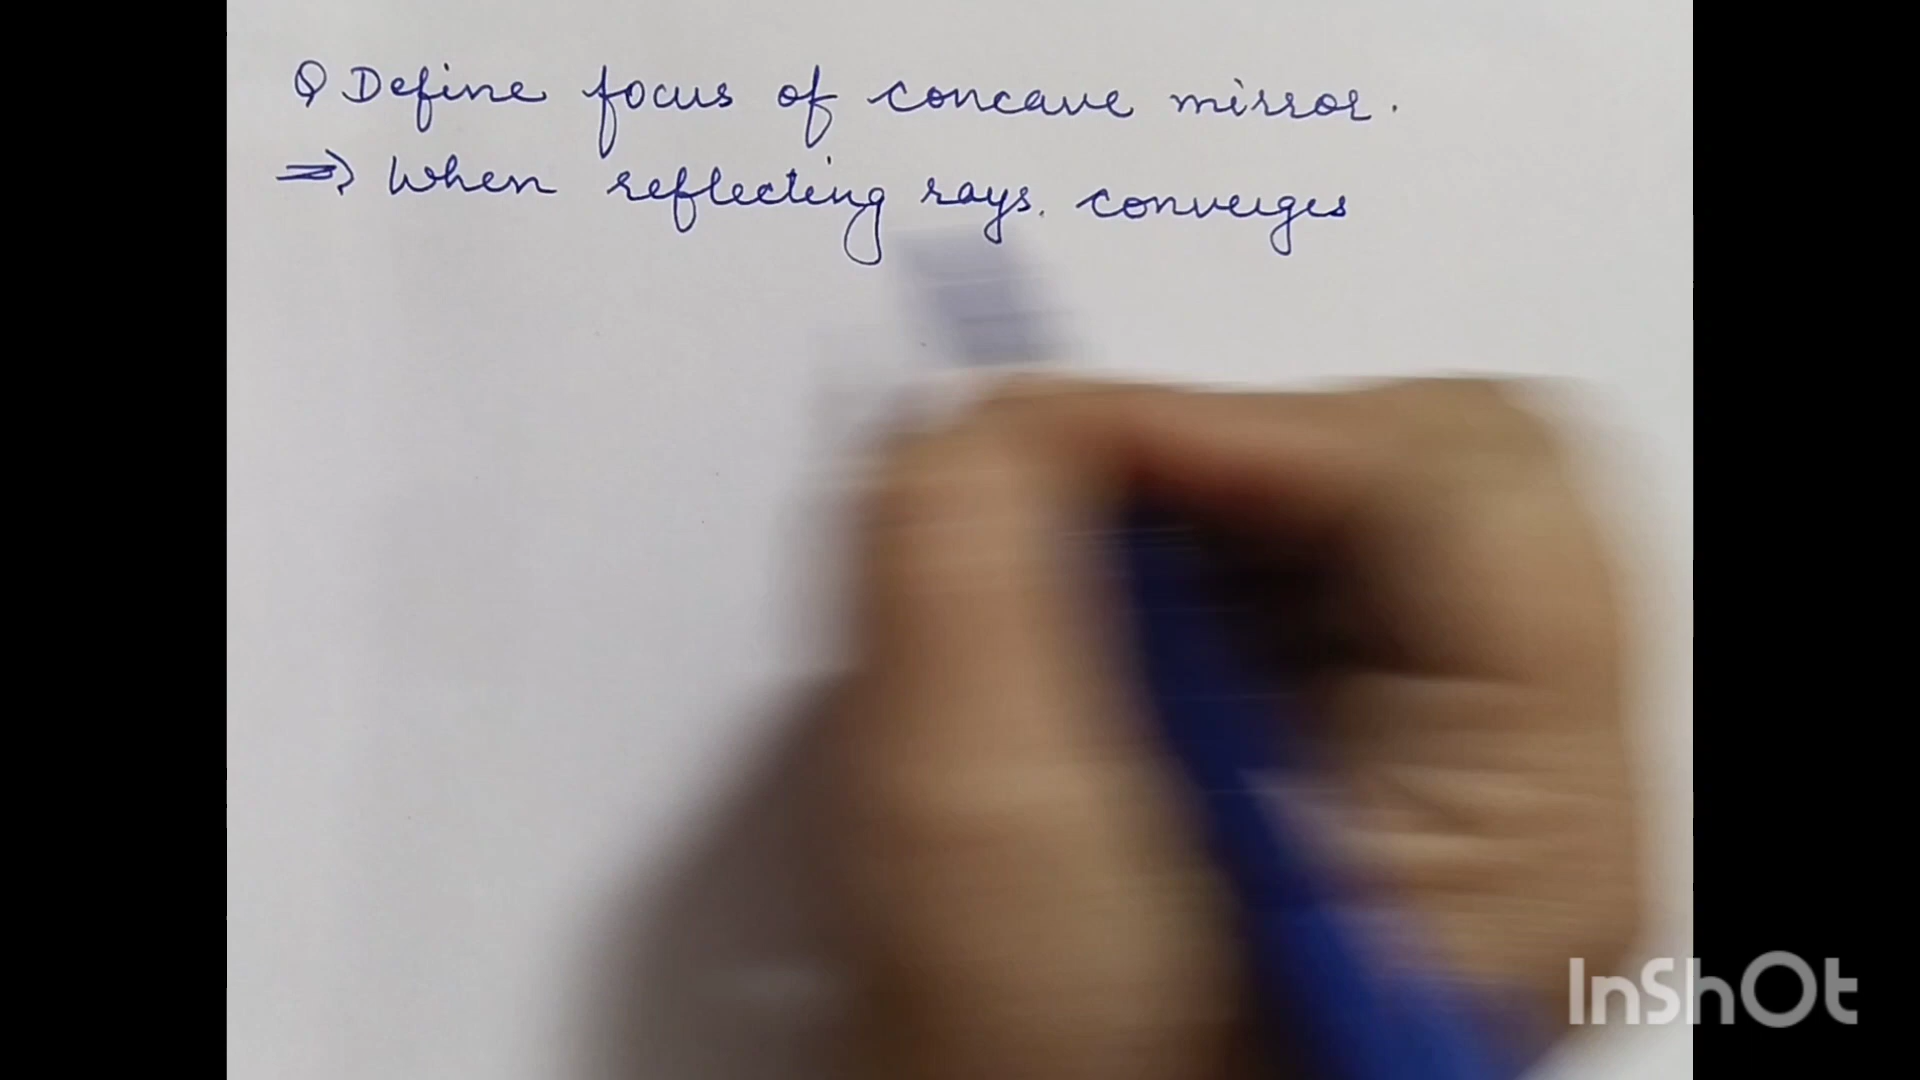 Q Define focus of concave mirror.
⇒ When reflecting rays. converges
InShOt